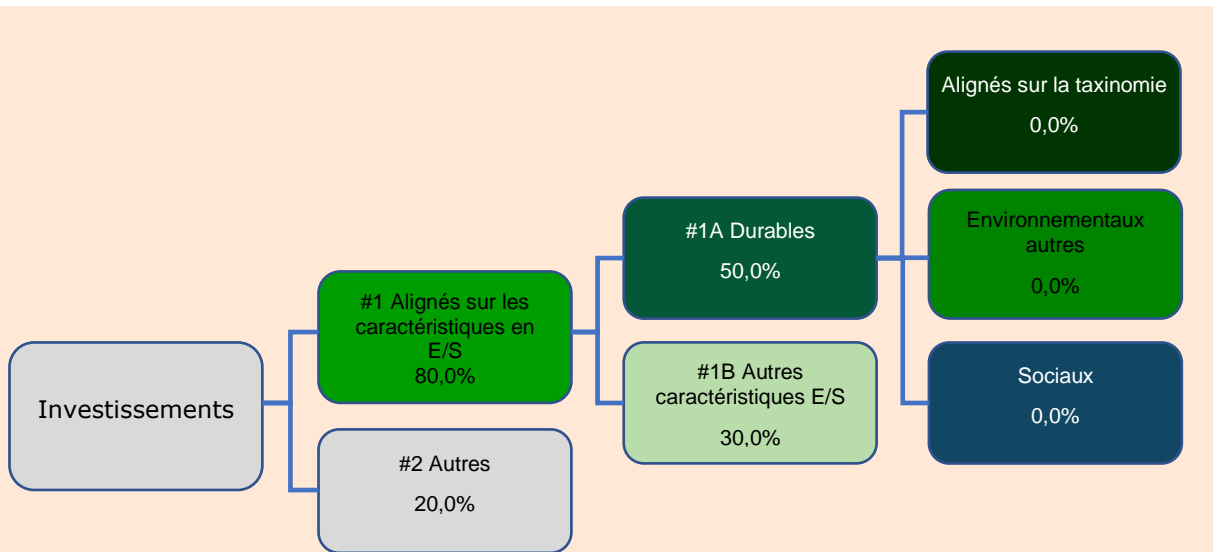 Investissements
#1 Alignés sur les
caractéristiques en
E/S
80,0%
#2 Autres
20,0%
#1A Durables
50,0%
#1B Autres
caractéristiques E/S
30,0%
Alignés sur la taxinomie
0,0%
Environnementaux
autres
0,0%
Sociaux
0,0%